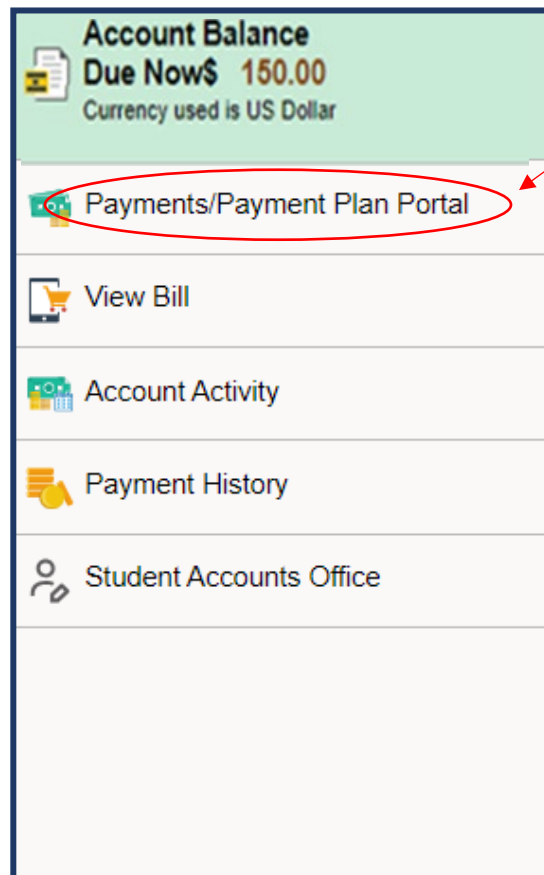 Account Balance
Due Now$ 150.00
Currency used is US Dollar
Payments/Payment Plan Portal
View Bill
Account Activity
Payment History
Student Accounts Office